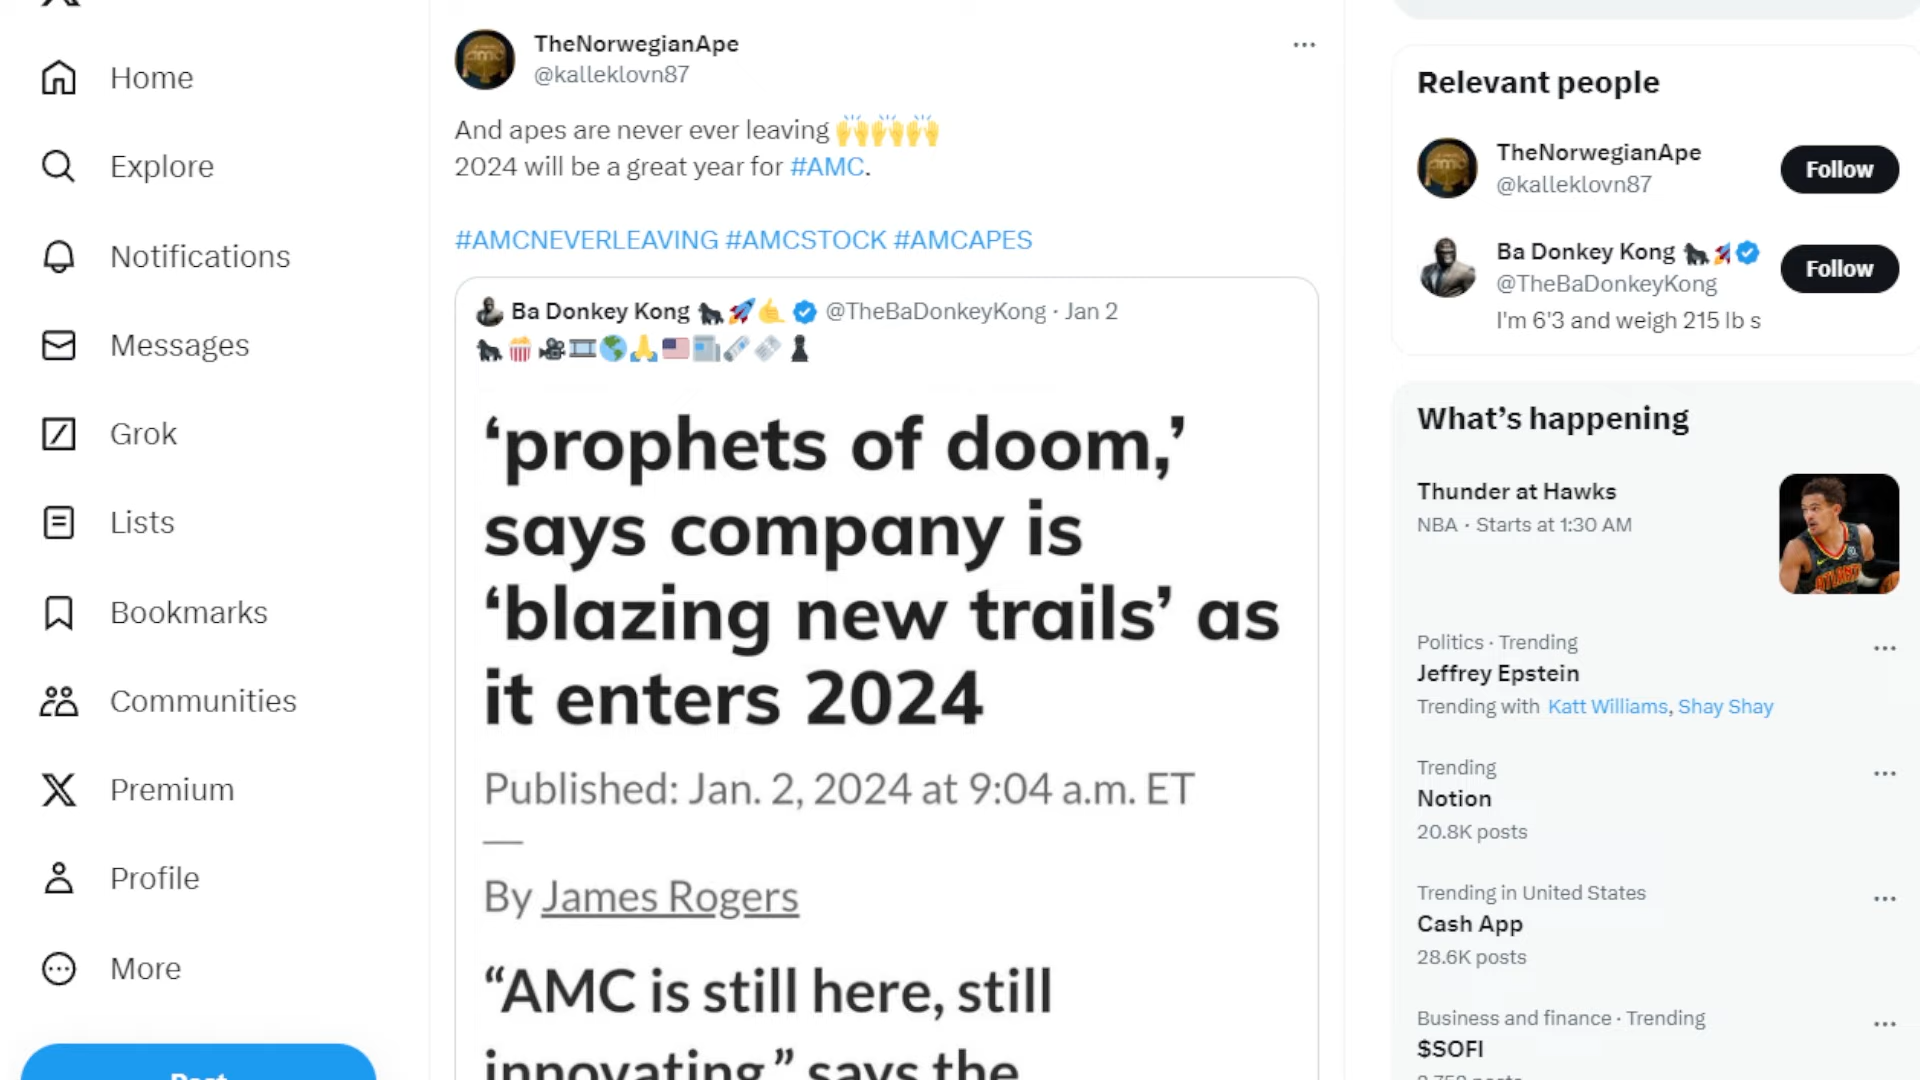 Home
Explore
Notifications
Messages
Grok
Lists
Bookmarks
Communities
Premium
Profile
More
Post
TheNorwegianApe
@kalleklovn87
And apes are never ever leaving 🙌🙌🙌
2024 will be a great year for #AMC.
#AMCNEVERLEAVING #AMCSTOCK #AMCAPES
Ba Donkey Kong 🦍🚀🤙 @TheBaDonkeyKong · Jan 2
🦍🍿🎥🎞️🌎🙏🇺🇸📰🗞️🎟️♟️
‘prophets of doom,’
says company is
‘blazing new trails’ as
it enters 2024
Published: Jan. 2, 2024 at 9:04 a.m. ET
By James Rogers
“AMC is still here, still
innovating,” says the
Relevant people
TheNorwegianApe
@kalleklovn87
Follow
Ba Donkey Kong 🦍🚀
@TheBaDonkeyKong
Follow
I'm 6'3 and weigh 215 lb s
What’s happening
Thunder at Hawks
NBA · Starts at 1:30 AM
Politics · Trending
Jeffrey Epstein
Trending with Katt Williams, Shay Shay
Trending
Notion
20.8K posts
Trending in United States
Cash App
28.6K posts
Business and finance · Trending
$SOFI